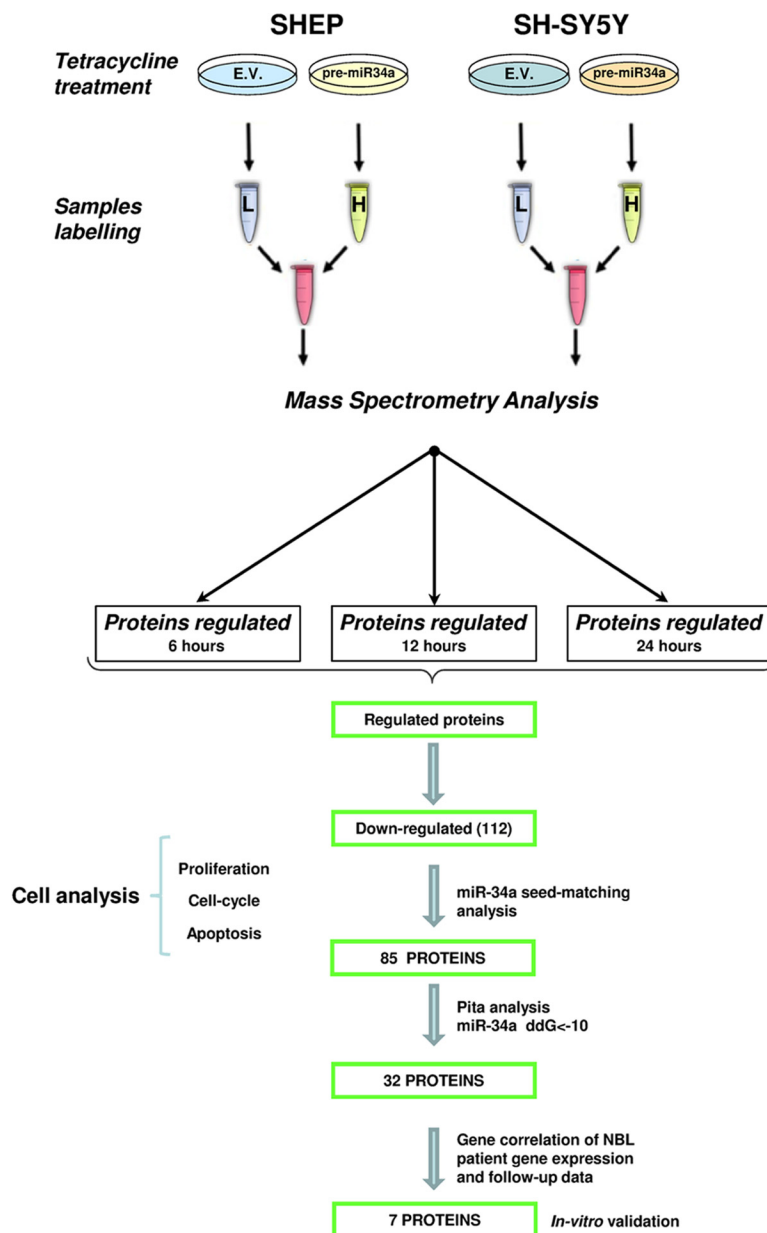 SHEP
SH-SY5Y
Tetracycline
treatment
E.V.
pre-miR34a
E.V.
pre-miR34a
Samples
labelling
L
H
L
H
Mass Spectrometry Analysis
Proteins regulated
6 hours
Proteins regulated
12 hours
Proteins regulated
24 hours
Regulated proteins
Down-regulated (112)
Cell analysis
Proliferation
Cell-cycle
Apoptosis
miR-34a seed-matching
analysis
85 PROTEINS
Pita analysis
miR-34a ddG<-10
32 PROTEINS
Gene correlation of NBL
patient gene expression
and follow-up data
7 PROTEINS
In-vitro validation